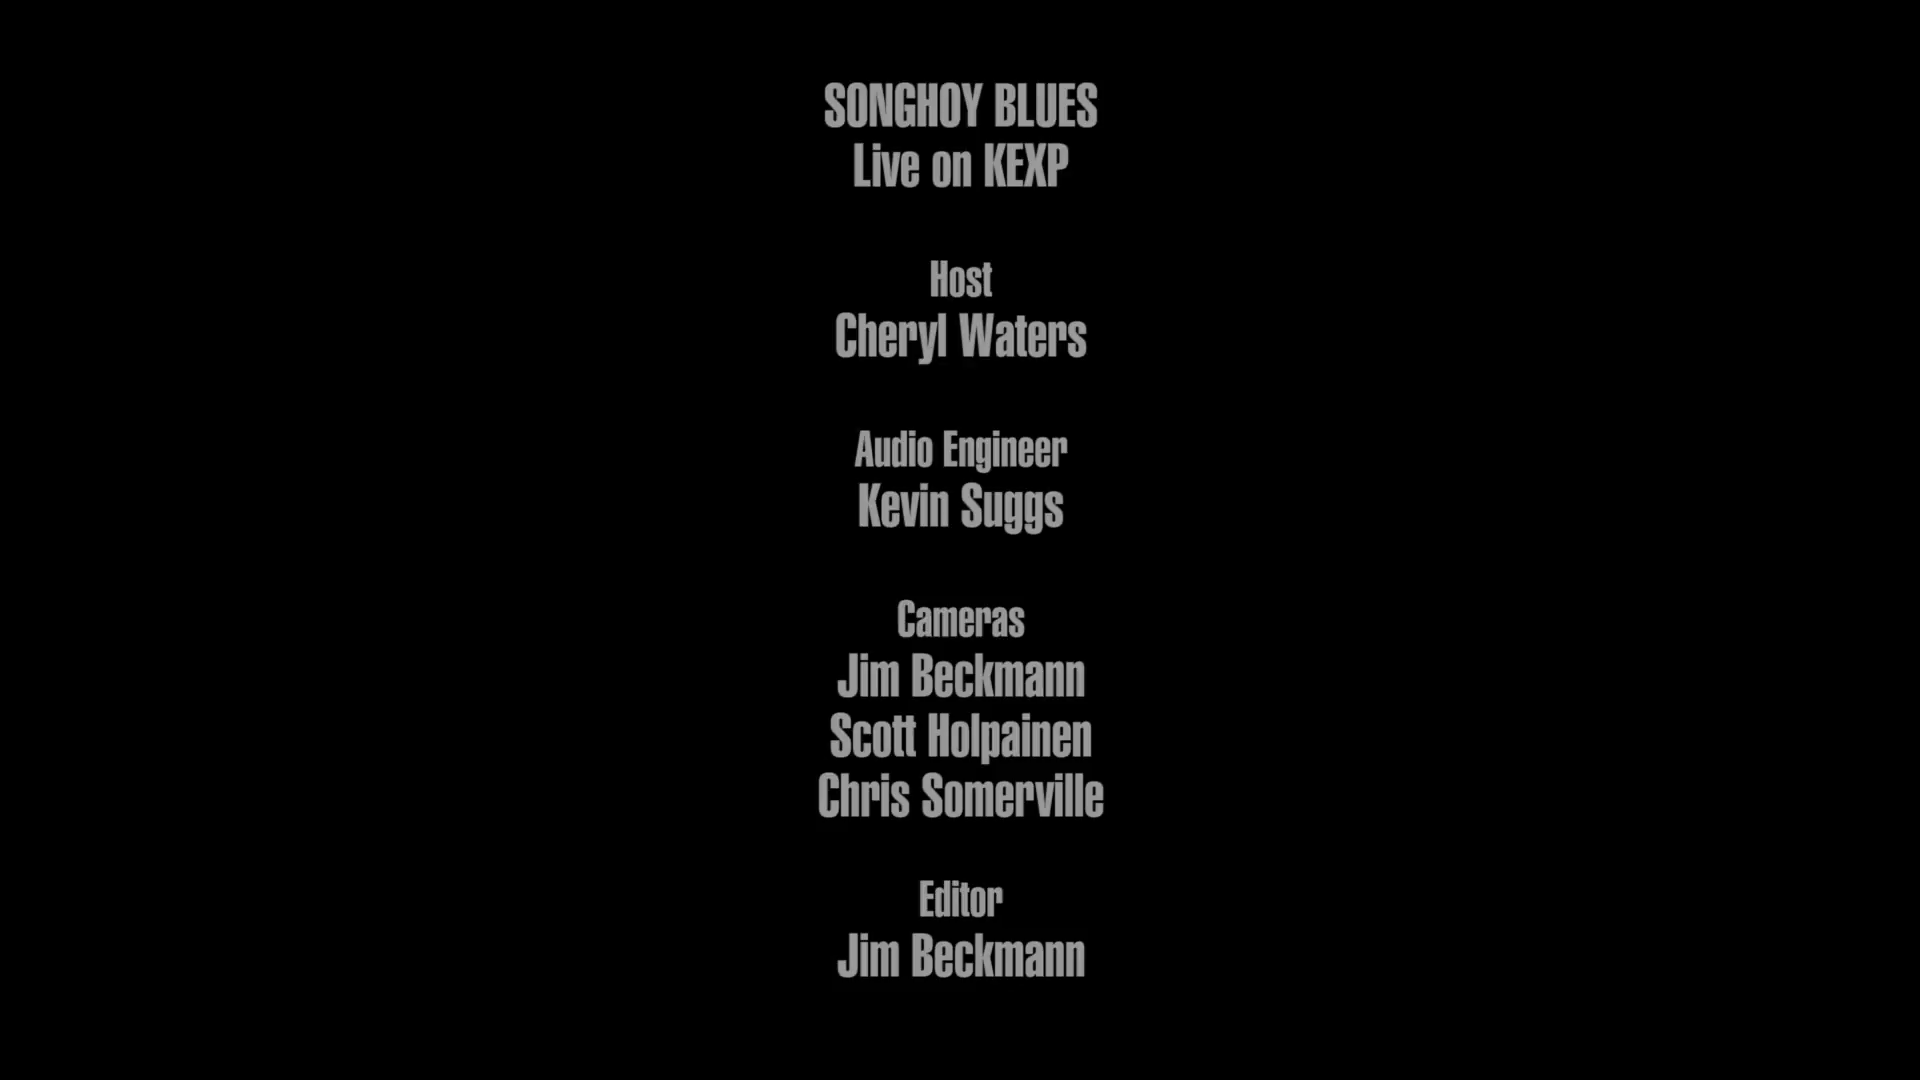 SONGHOY BLUES
Live on KEXP
Host
Cheryl Waters
Audio Engineer
Kevin Suggs
Cameras
Jim Beckmann
Scott Holpainen
Chris Somerville
Editor
Jim Beckmann